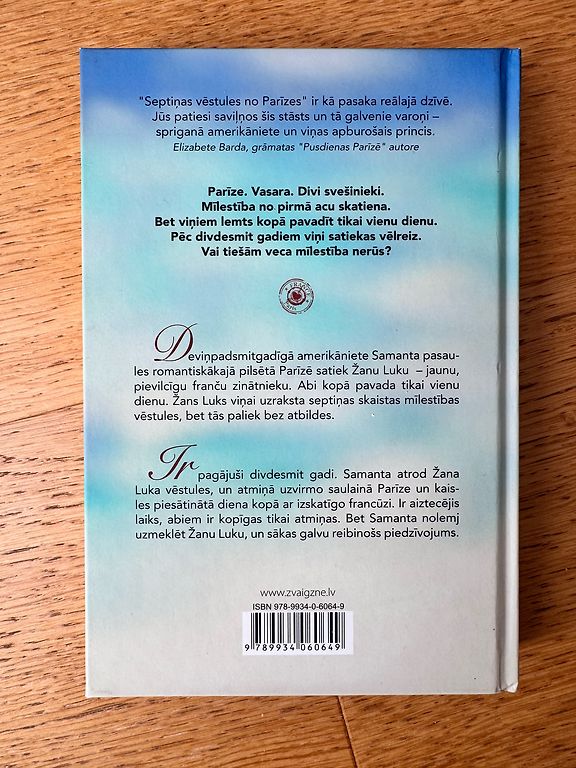 "Septiņas vēstules no Parīzes" ir kā pasaka reālajā dzīvē.
Jūs patiesi saviļņos šis stāsts un tā galvenie varoņi –
spriganā amerikāniete un viņas apburošais princis.
Elizabete Barda, grāmatas "Pusdienas Parīzē" autore
Parīze. Vasara. Divi svešinieki.
Mīlestība no pirmā acu skatiena.
Bet viņiem lemts kopā pavadīt tikai vienu dienu.
Pēc divdesmit gadiem viņi satiekas vēlreiz.
Vai tiešām veca mīlestība nerūs?
Deviņpadsmitgadīgā amerikāniete Samanta pasau-
les romantiskākajā pilsētā Parīzē satiek Žanu Luku – jaunu,
pievilcīgu franču zinātnieku. Abi kopā pavada tikai vienu
dienu. Žans Luks viņai uzraksta septiņas skaistas mīlestības
vēstules, bet tās paliek bez atbildes.
Ir pagājuši divdesmit gadi. Samanta atrod Žana
Luka vēstules, un atmiņā uzvirmo saulainā Parīze un kais-
les piesātinātā diena kopā ar izskatīgo francūzi. Ir aiztecējis
laiks, abiem ir kopīgas tikai atmiņas. Bet Samanta nolemj
uzmeklēt Žanu Luku, un sākas galvu reibinošs piedzīvojums.
www.zvaigzne.lv
ISBN 978-9934-0-6064-9
9 789934 060649